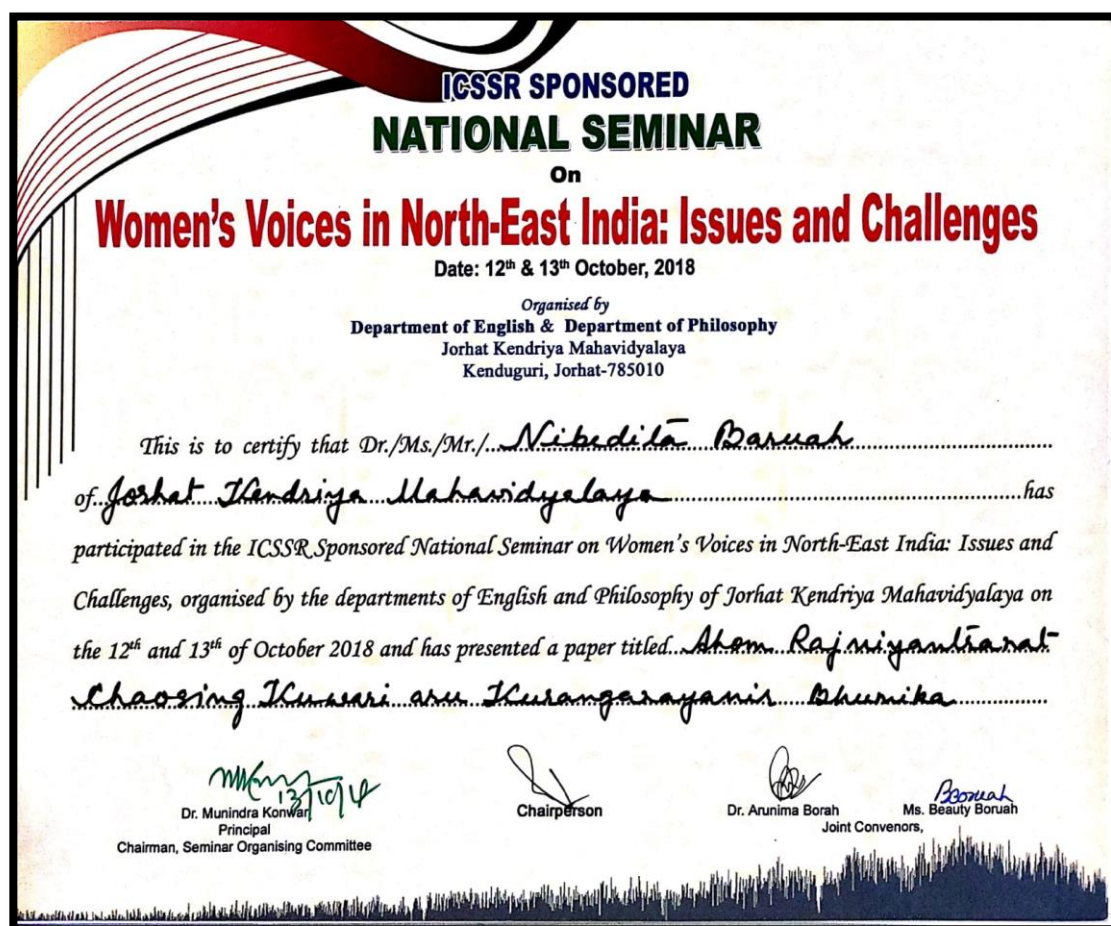 ICSSR SPONSORED
NATIONAL SEMINAR
On
Women's Voices in North-East India: Issues and Challenges
Date: 12th & 13th October, 2018
Organised by
Department of English & Department of Philosophy
Jorhat Kendriya Mahavidyalaya
Kenduguri, Jorhat-785010
This is to certify that Dr./Ms./Mr./...Nibedita Baruah
of..Jorhat Kendriya Mahavidyalaya...has
participated in the ICSSR Sponsored National Seminar on Women's Voices in North-East India: Issues and
Challenges, organised by the departments of English and Philosophy of Jorhat Kendriya Mahavidyalaya on
the 12th and 13th of October 2018 and has presented a paper titled...Ahom Rajniyantranat
Chaosing Kuwari aru Kurangarayanir Bhumika
13/10/18
Dr. Munindra Konwar
Principal
Chairman, Seminar Organising Committee
Chairperson
Dr. Arunima Borah
BBoruah
Ms. Beauty Boruah
Joint Convenors,